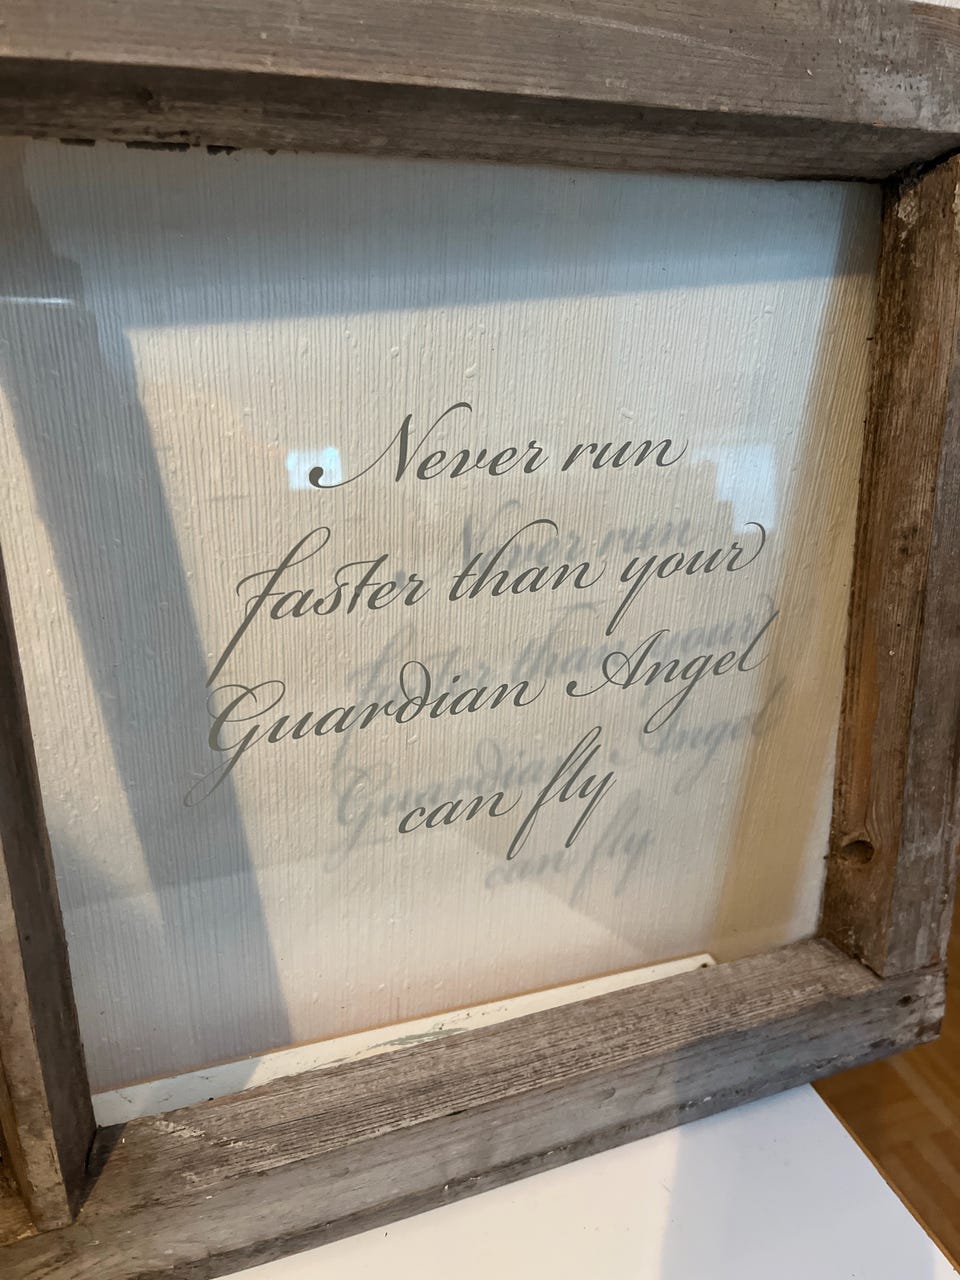 Never run
faster than your
Guardian Angel
can fly